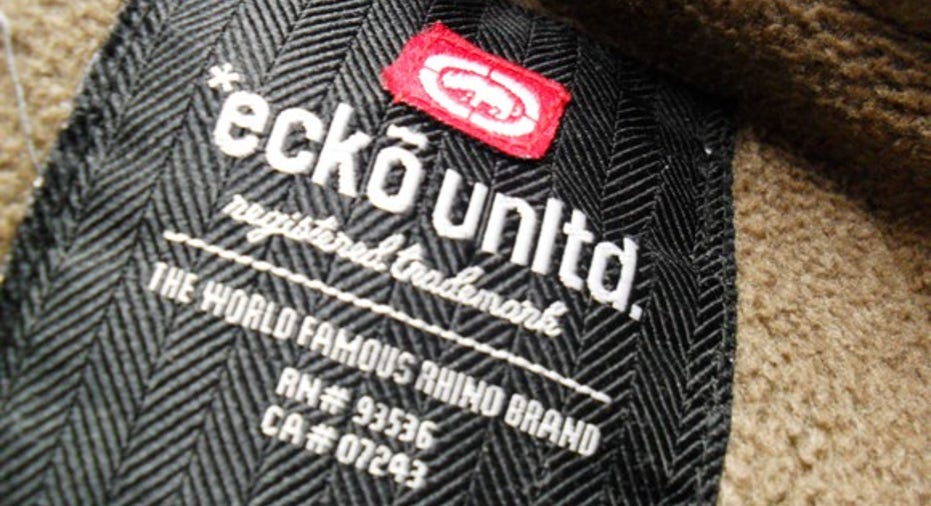 *eckō unltd.
registered trademark
THE WORLD FAMOUS RHINO BRAND
RN# 93536
CA# 07243